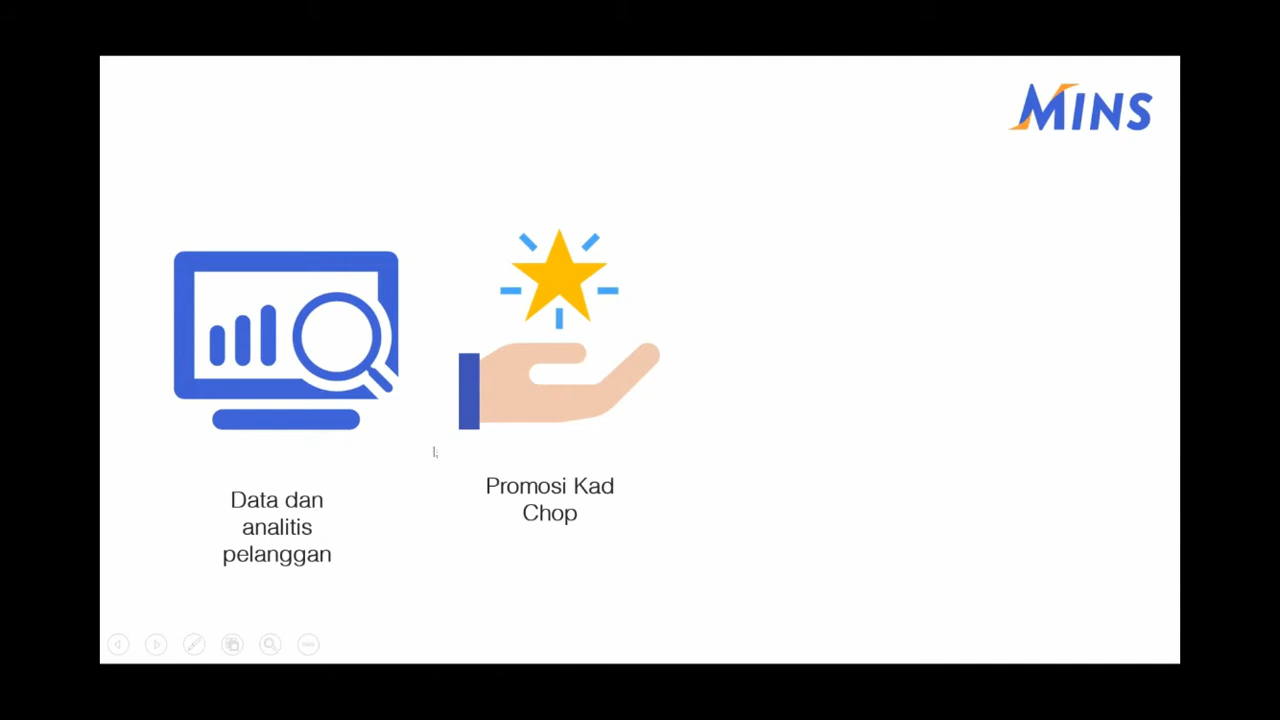 MINS
Data dan
analitis
pelanggan
Promosi Kad
Chop